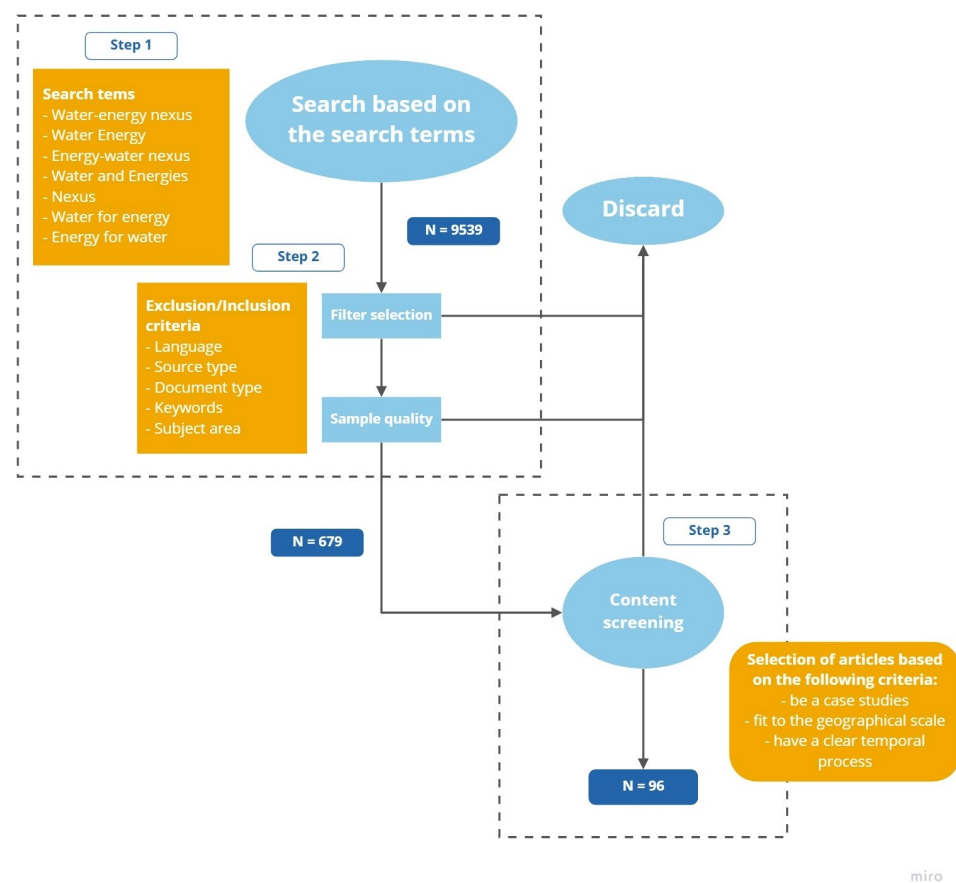 Step 1
Search tems
- Water-energy nexus
- Water Energy
- Energy-water nexus
- Water and Energies
- Nexus
- Water for energy
- Energy for water
Search based on
the search terms
Discard
N = 9539
Step 2
Exclusion/Inclusion
criteria
- Language
- Source type
- Document type
- Keywords
- Subject area
Filter selection
Sample quality
N = 679
Step 3
Content
screening
Selection of articles based
on the following criteria:
- be a case studies
- fit to the geographical scale
- have a clear temporal
process
N = 96
miro